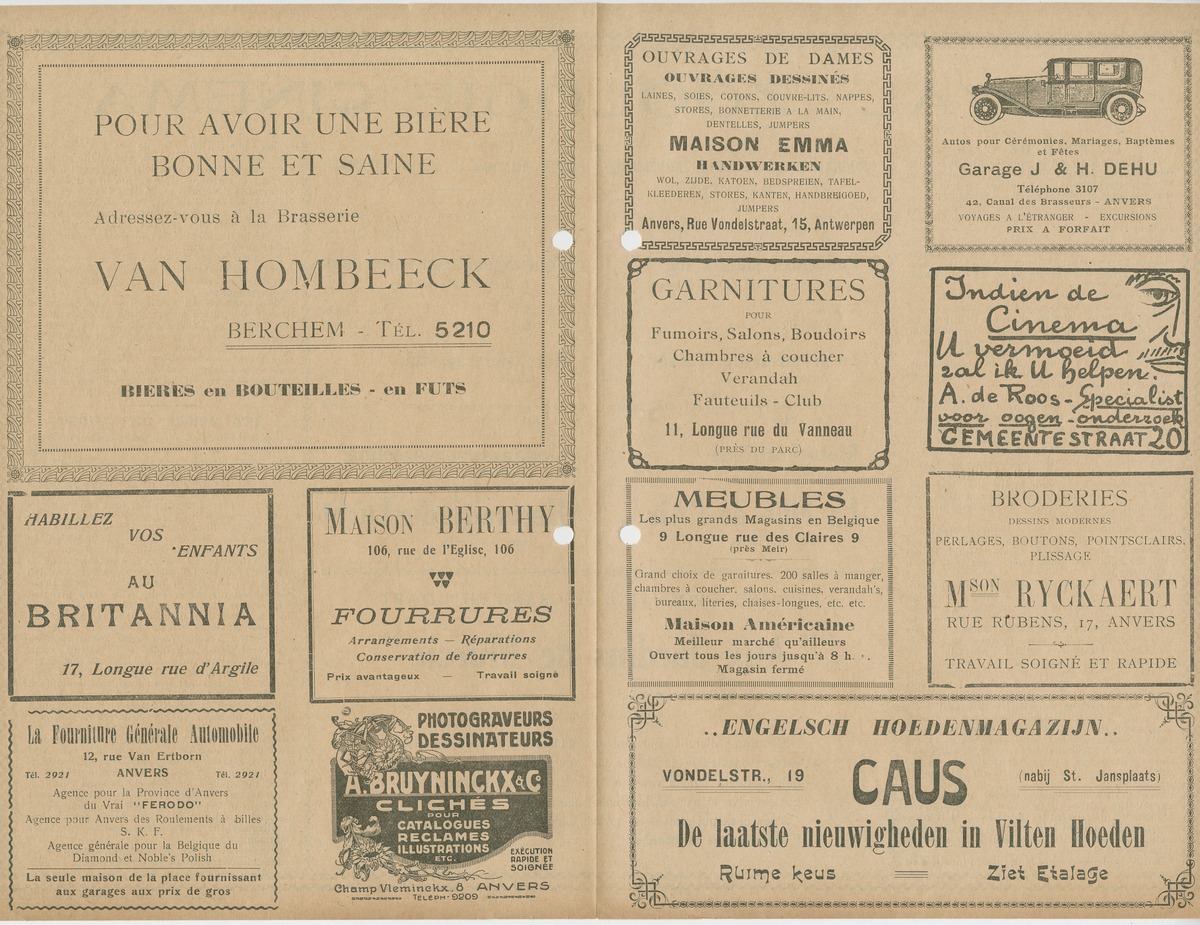 POUR AVOIR UNE BIÈRE
BONNE ET SAINE
Adressez-vous à la Brasserie
VAN HOMBEECK
BERCHEM - TÉL. 5210
BIERES en BOUTEILLES - en FUTS
HABILLEZ
VOS
ENFANTS
AU
BRITANNIA
17, Longue rue d'Argile
MAISON BERTHY
106, rue de l'Eglise, 106
FOURRURES
Arrangements — Réparations
Conservation de fourrures
Prix avantageux — Travail soigné
La Fourniture Générale Automobile
12, rue Van Ertborn
Tél. 2921 ANVERS Tél. 2921
Agence pour la Province d'Anvers
du Vrai "FERODO"
Agence pour Anvers des Roulements à billes
S. K. F.
Agence générale pour la Belgique du
Diamond et Noble's Polish
La seule maison de la place fournissant
aux garages aux prix de gros
PHOTOGRAVEURS
DESSINATEURS
A. BRUYNINCKX & Co
CLICHÉS
POUR
CATALOGUES
RECLAMES
ILLUSTRATIONS
ETC.
EXÉCUTION
RAPIDE ET
SOIGNÉE
Champ Vleminckx, 8 ANVERS
TELEPH. 9209
OUVRAGES DE DAMES
OUVRAGES DESSINÉS
LAINES, SOIES, COTONS, COUVRE-LITS, NAPPES,
STORES, BONNETTERIE A LA MAIN,
DENTELLES, JUMPERS
MAISON EMMA
HANDWERKEN
WOL, ZIJDE, KATOEN, BEDSPREIEN, TAFEL-
KLEEDEREN, STORES, KANTEN, HANDBREIGOED,
JUMPERS
Anvers, Rue Vondelstraat, 15, Antwerpen
Autos pour Cérémonies, Mariages, Baptèmes
et Fêtes
Garage J & H. DEHU
Téléphone 3107
42, Canal des Brasseurs - ANVERS
VOYAGES A L'ÉTRANGER - EXCURSIONS
PRIX A FORFAIT
GARNITURES
POUR
Fumoirs, Salons, Boudoirs
Chambres à coucher
Verandah
Fauteuils - Club
11, Longue rue du Vanneau
(PRÈS DU PARC)
Indien de
Cinema
U vermoeid
zal ik U helpen.
A. de Roos - Specialist
voor oogen - onderzoek
GEMEENTESTRAAT 20
MEUBLES
Les plus grands Magasins en Belgique
9 Longue rue des Claires 9
(près Meir)
Grand choix de garnitures. 200 salles à manger,
chambres à coucher, salons, cuisines, verandah's,
bureaux, literies, chaises-longues, etc. etc.
Maison Américaine
Meilleur marché qu'ailleurs
Ouvert tous les jours jusqu'à 8 h.
Magasin fermé
BRODERIES
DESSINS MODERNES
PERLAGES, BOUTONS, POINTSCLAIRS,
PLISSAGE
MSON RYCKAERT
RUE RUBENS, 17, ANVERS
TRAVAIL SOIGNÉ ET RAPIDE
..ENGELSCH HOEDENMAGAZIJN..
VONDELSTR., 19 CAUS (nabij St. Jansplaats)
De laatste nieuwigheden in Vilten Hoeden
Ruime keus Ziet Etalage